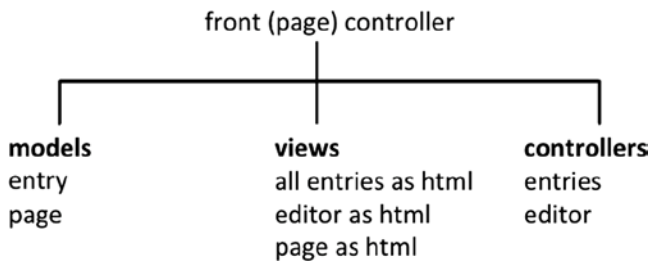 front (page) controller
models
entry
page
views
all entries as html
editor as html
page as html
controllers
entries
editor